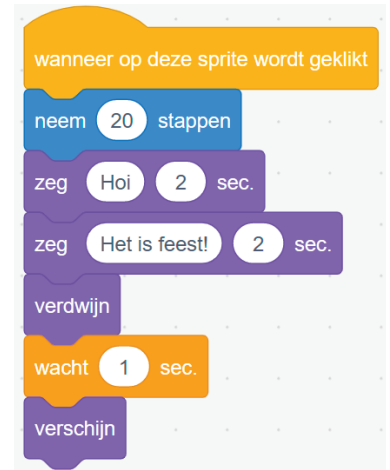 wanneer op deze sprite wordt geklikt
neem 20 stappen
zeg Hoi 2 sec.
zeg Het is feest! 2 sec.
verdwijn
wacht 1 sec.
verschijn